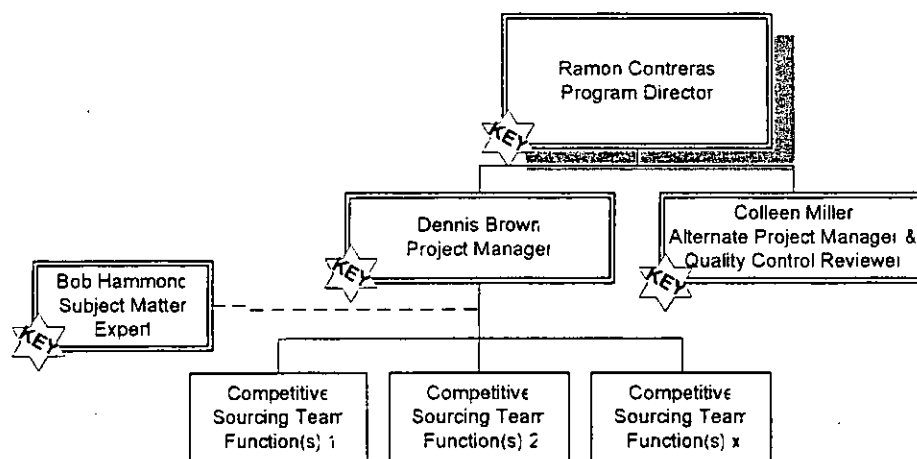 Ramon Contreras
Program Director
KEY
Dennis Brown
Project Manager
KEY
Colleen Miller
Alternate Project Manager &
Quality Control Reviewer
KEY
Bob Hammond
Subject Matter
Expert
KEY
Competitive
Sourcing Team
Function(s) 1
Competitive
Sourcing Team
Function(s) 2
Competitive
Sourcing Team
Function(s) x